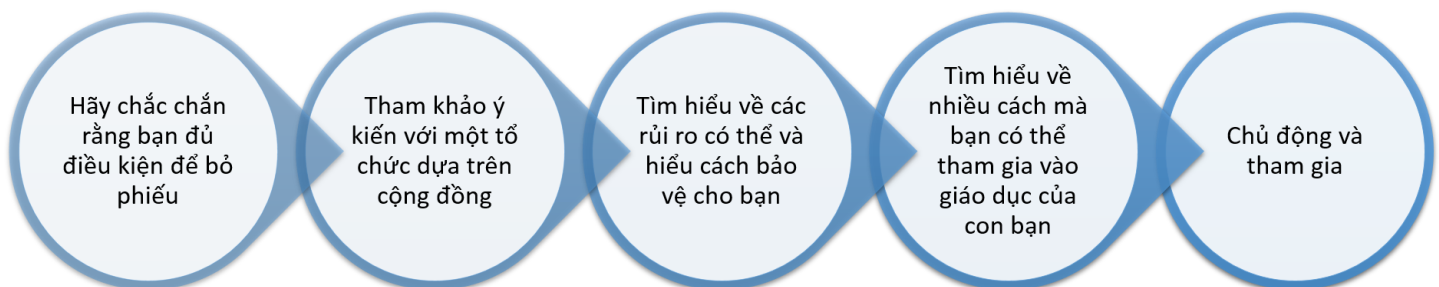 Hãy chắc chắn
rằng bạn đủ
điều kiện để bỏ
phiếu
Tham khảo ý
kiến với một tổ
chức dựa trên
cộng đồng
Tìm hiểu về các
rủi ro có thể và
hiểu cách bảo
vệ cho bạn
Tìm hiểu về
nhiều cách mà
bạn có thể
tham gia vào
giáo dục của
con bạn
Chủ động và
tham gia